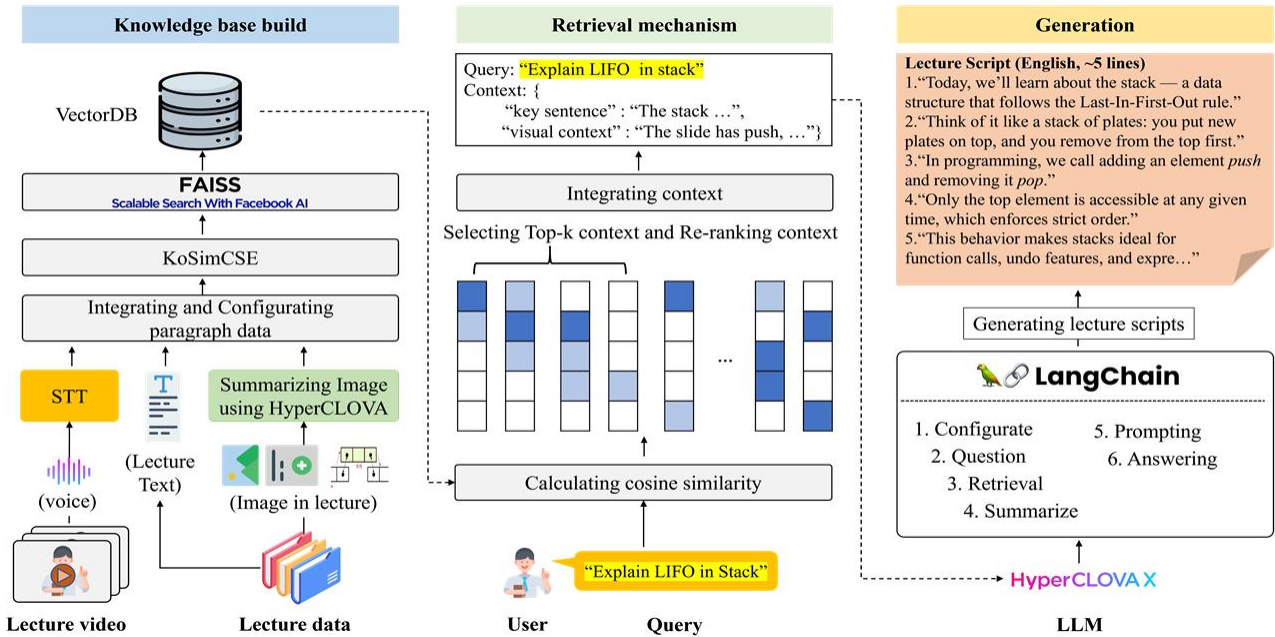 Knowledge base build
VectorDB
FAISS
Scalable Search With Facebook AI
KoSimCSE
Integrating and Configurating
paragraph data
STT
T
Summarizing Image
using HyperCLOVA
(voice)
(Lecture
Text)
(Image in lecture)
Lecture video
Lecture data
Retrieval mechanism
Query: “Explain LIFO in stack”
Context: {
“key sentence” : “The stack …”,
“visual context” : “The slide has push, …”}
Integrating context
Selecting Top-k context and Re-ranking context
...
Calculating cosine similarity
“Explain LIFO in Stack”
User
Query
Generation
Lecture Script (English, ~5 lines)
1.“Today, we’ll learn about the stack — a data
structure that follows the Last-In-First-Out rule.”
2.“Think of it like a stack of plates: you put new
plates on top, and you remove from the top first.”
3.“In programming, we call adding an element push
and removing it pop.”
4.“Only the top element is accessible at any given
time, which enforces strict order.”
5.“This behavior makes stacks ideal for
function calls, undo features, and expre…”
Generating lecture scripts
LangChain
1. Configurate
2. Question
3. Retrieval
4. Summarize
5. Prompting
6. Answering
HyperCLOVA X
LLM